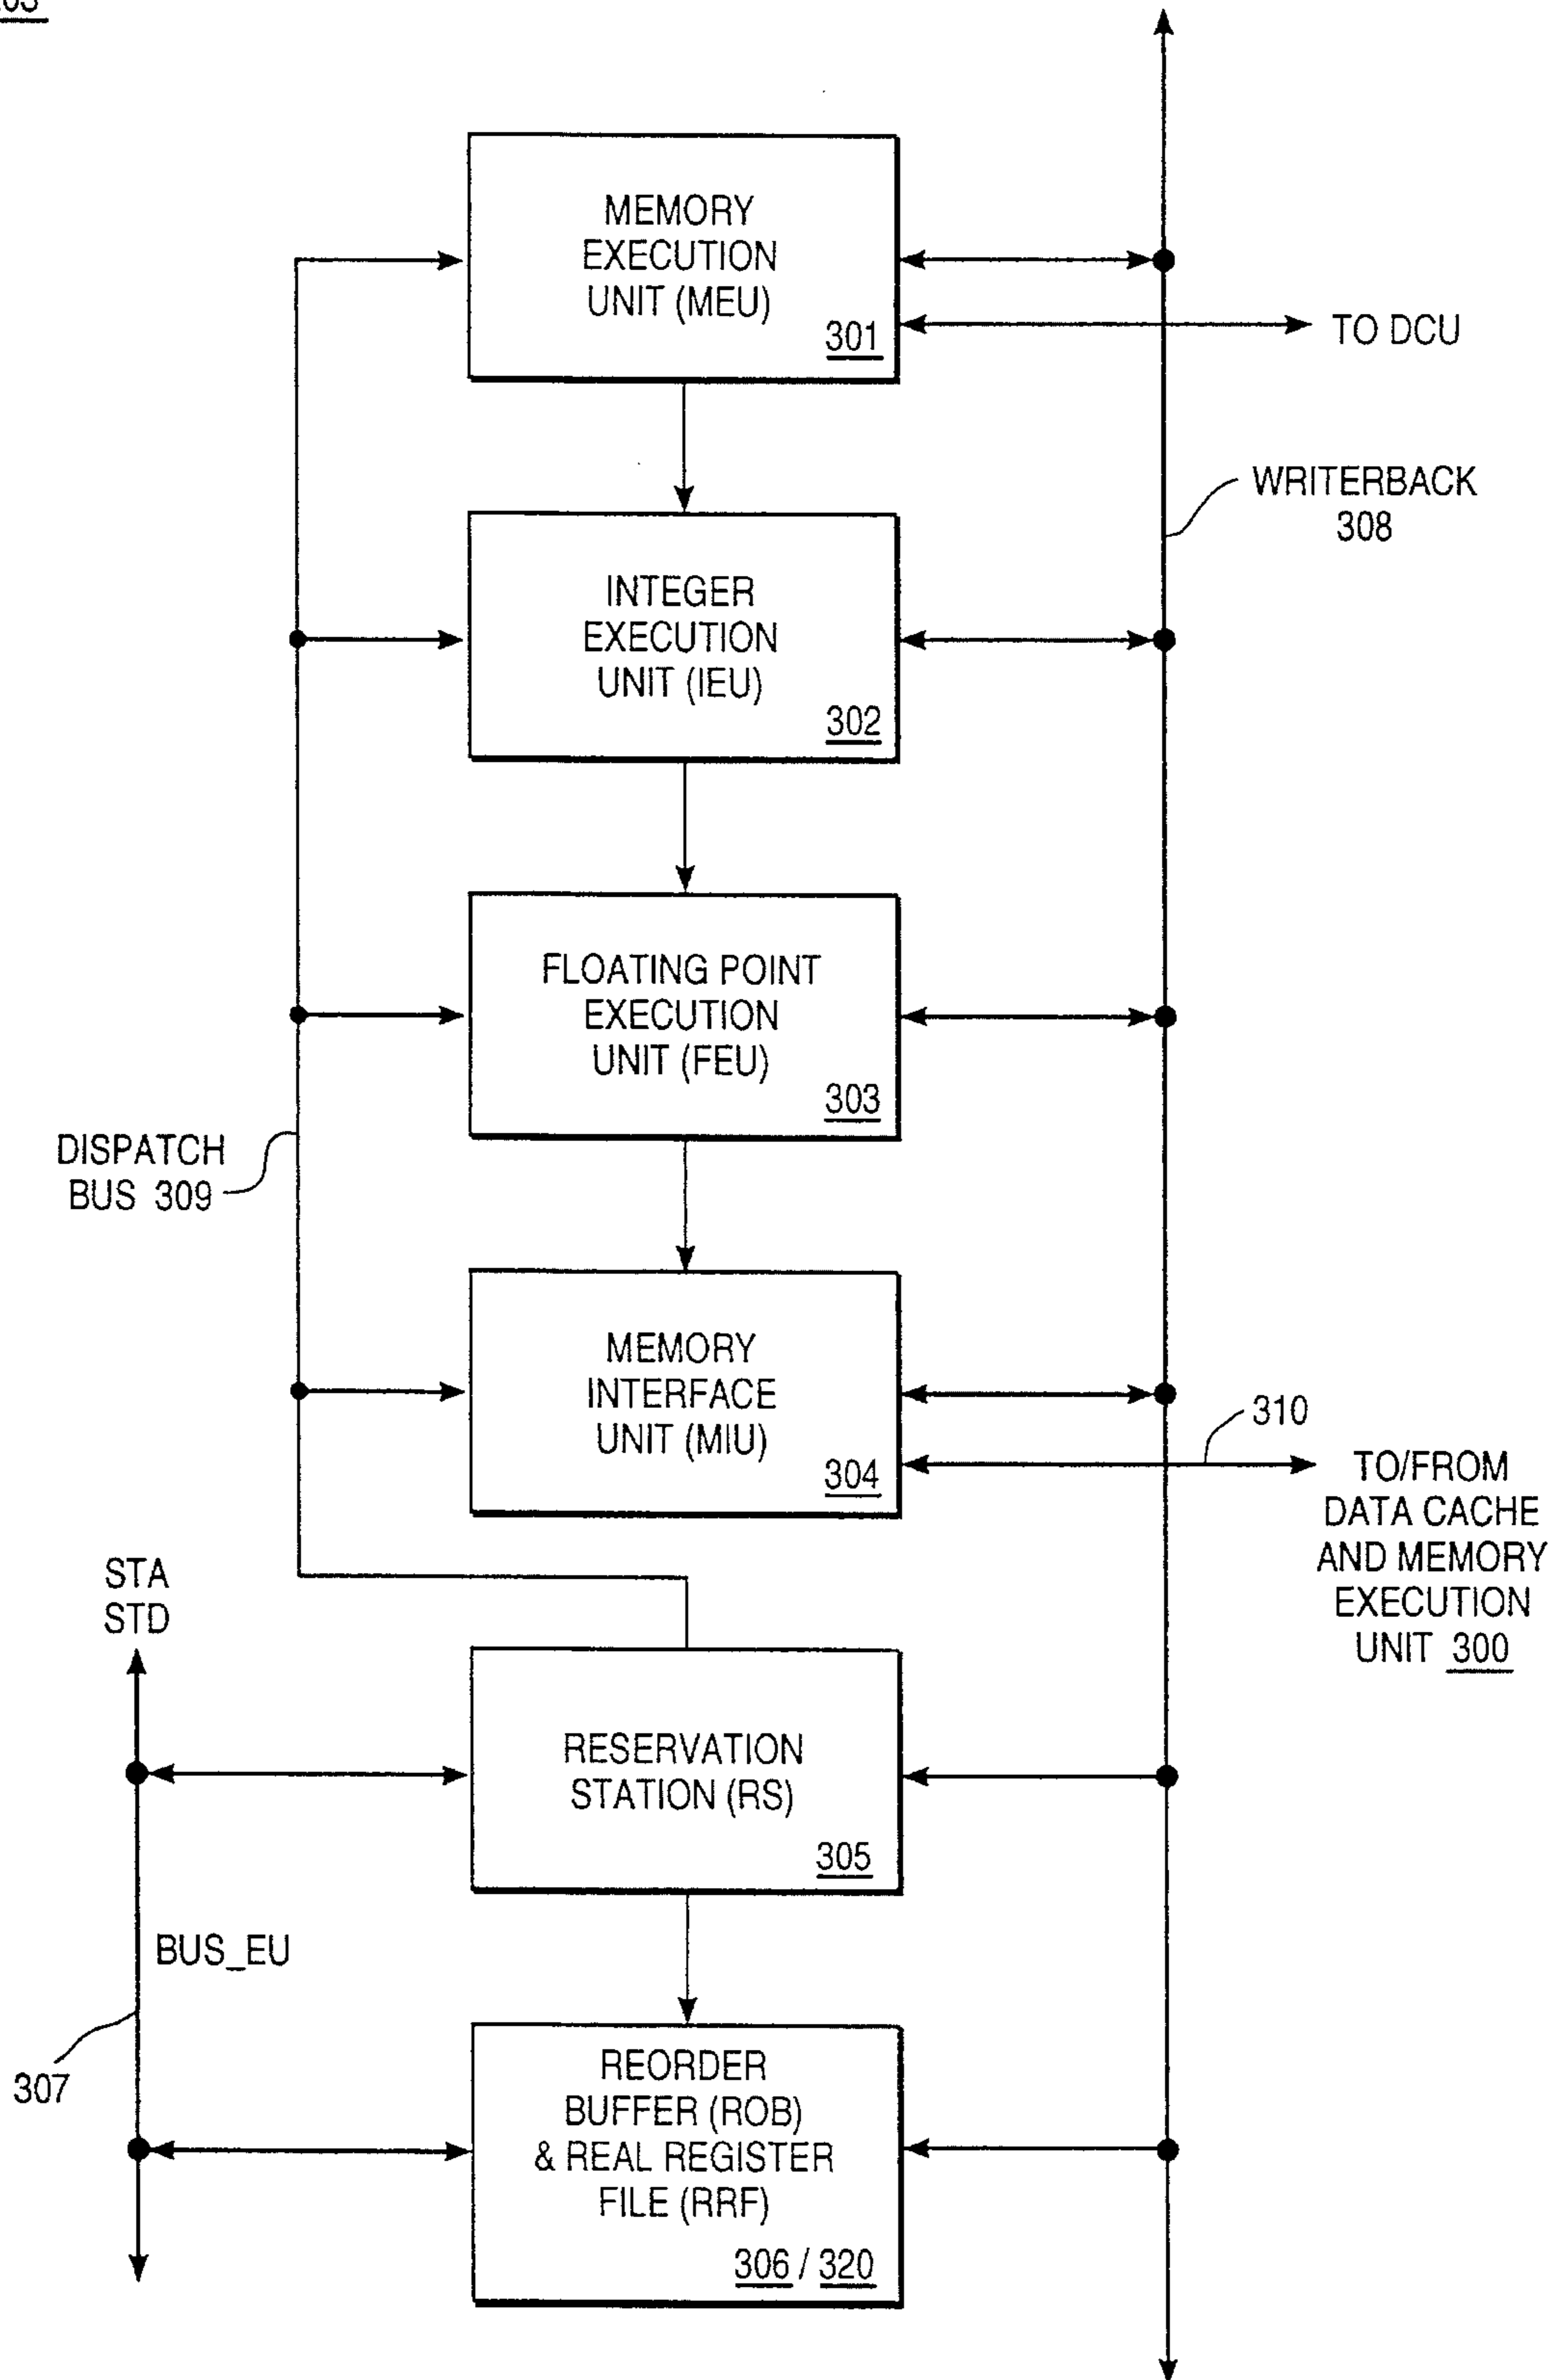 MEMORY
EXECUTION
UNIT (MEU)
301
TO DCU
WRITERBACK
308
INTEGER
EXECUTION
UNIT (IEU)
302
FLOATING POINT
EXECUTION
UNIT (FEU)
303
DISPATCH
BUS 309
MEMORY
INTERFACE
UNIT (MIU)
304
310
TO/FROM
DATA CACHE
AND MEMORY
EXECUTION
UNIT 300
STA
STD
RESERVATION
STATION (RS)
305
BUS_EU
307
REORDER
BUFFER (ROB)
& REAL REGISTER
FILE (RRF)
306 / 320